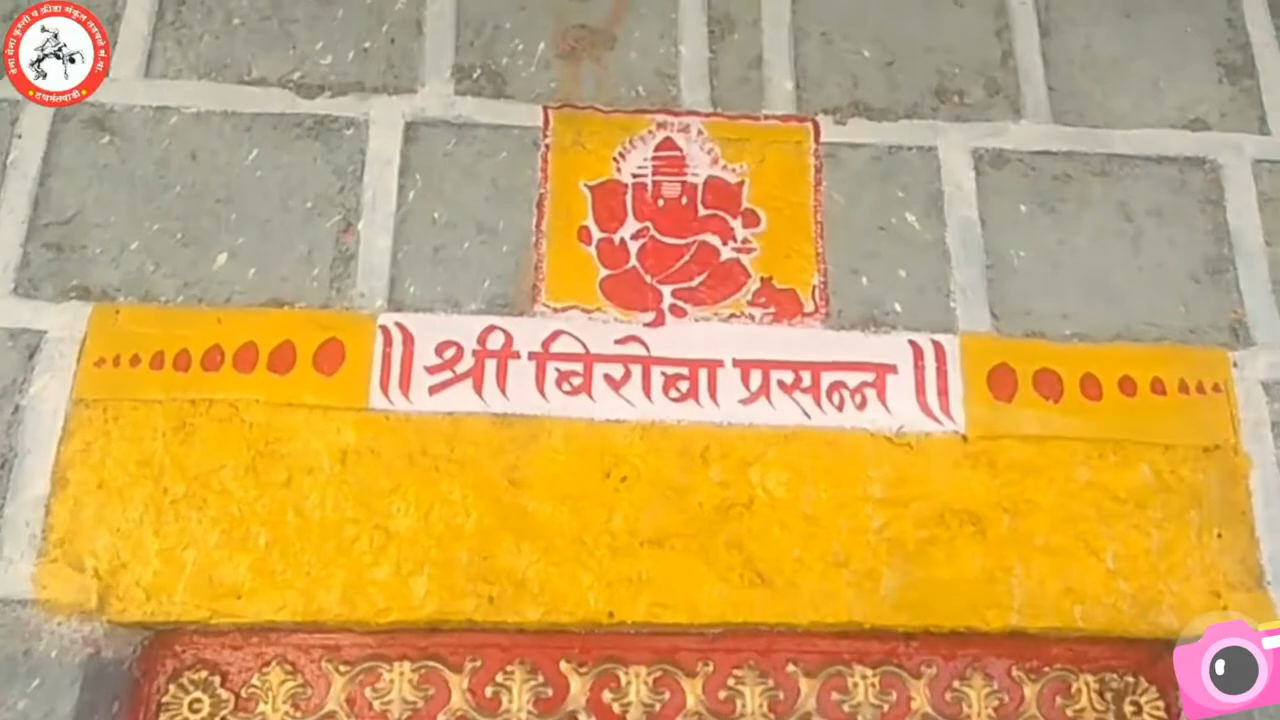 ॥ श्री बिरोबा प्रसन्न ॥